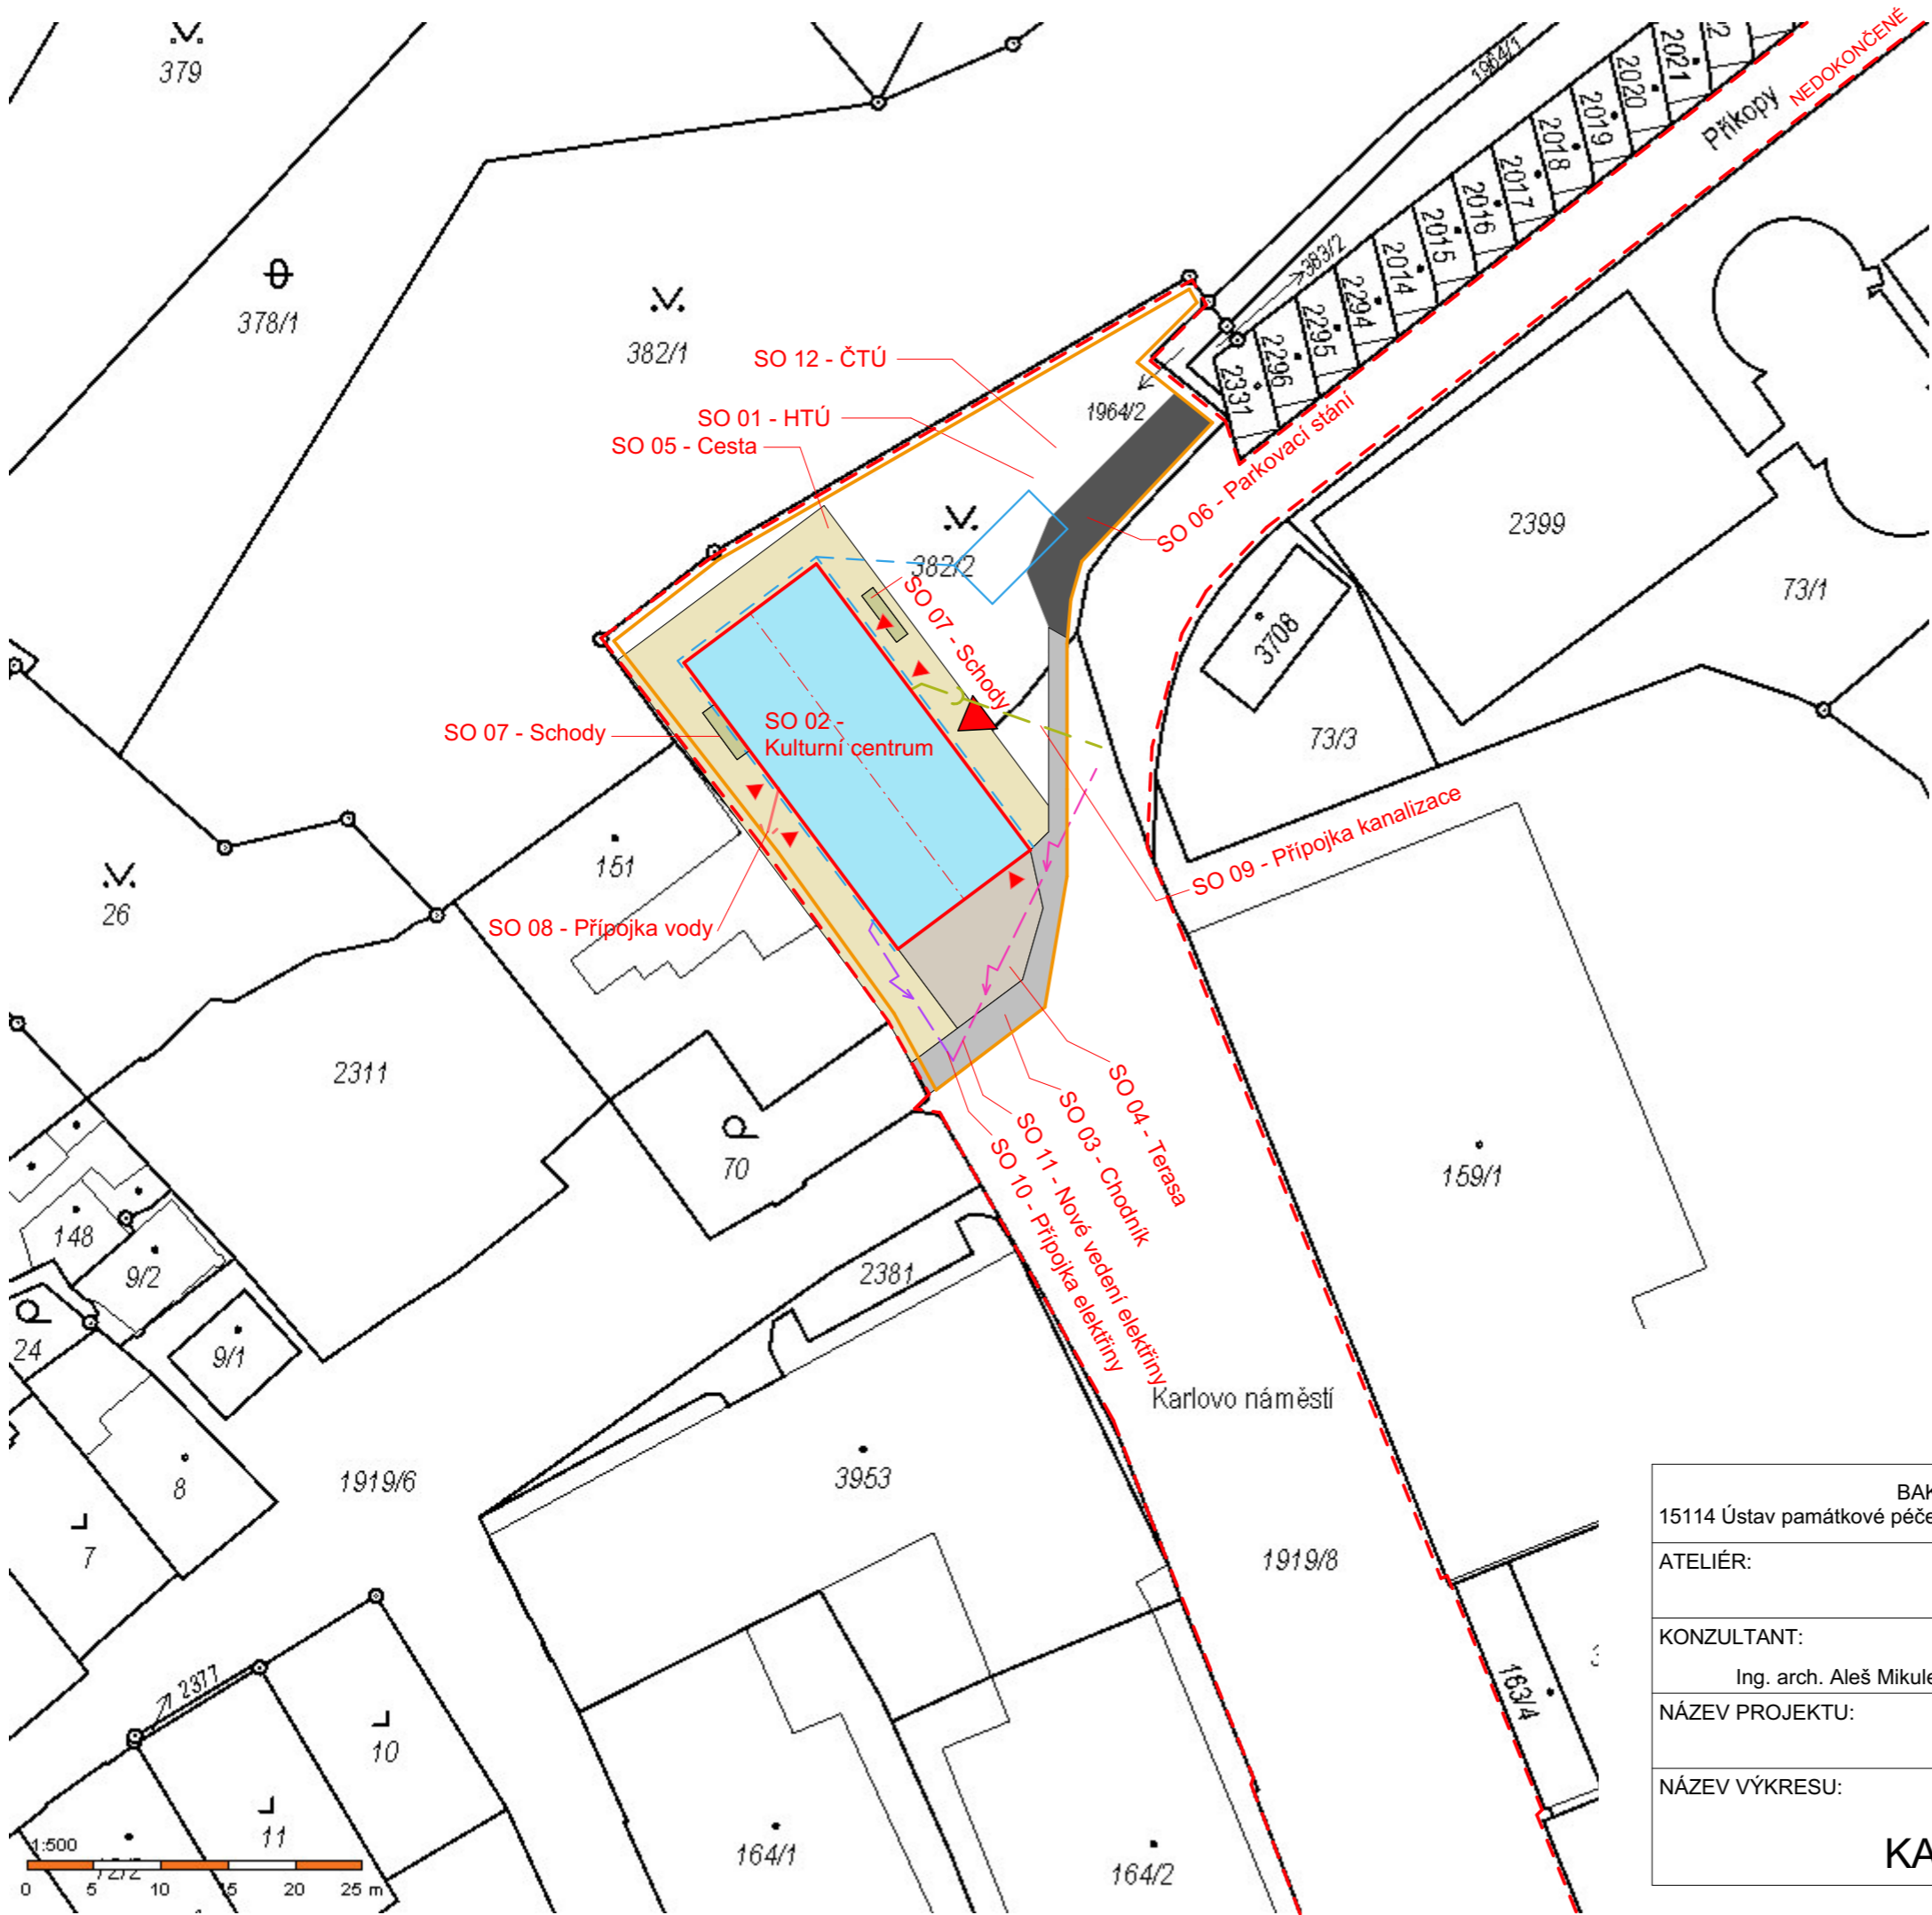 379
1964/1
2
2021
2020
2019
2018
2017
2016
2015
2014
2294
2295
2296
2331
Příkopy
NEDOKONČENÉ
383/2
378/1
382/1
SO 12 - ČTÚ
SO 01 - HTÚ
SO 05 - Cesta
1964/2
SO 06 - Parkovací stání
2399
382/2
73/1
3708
SO 07 - Schody
SO 07 - Schody
SO 02 -
Kulturní centrum
73/3
SO 09 - Přípojka kanalizace
151
26
SO 08 - Přípojka vody
2311
SO 04 - Terasa
SO 03 - Chodník
SO 11 - Nové vedení elektřiny
SO 10 - Přípojka elektřiny
70
159/1
148
9/2
2381
24
9/1
Karlovo náměstí
8
1919/6
3953
7
1919/8
2377
163/4
10
11
164/1
164/2
1:500
0 5 10 15 20 25 m
BAK
15114 Ústav památkové péče
ATELIÉR:
KONZULTANT:
Ing. arch. Aleš Mikule
NÁZEV PROJEKTU:
NÁZEV VÝKRESU:
KA